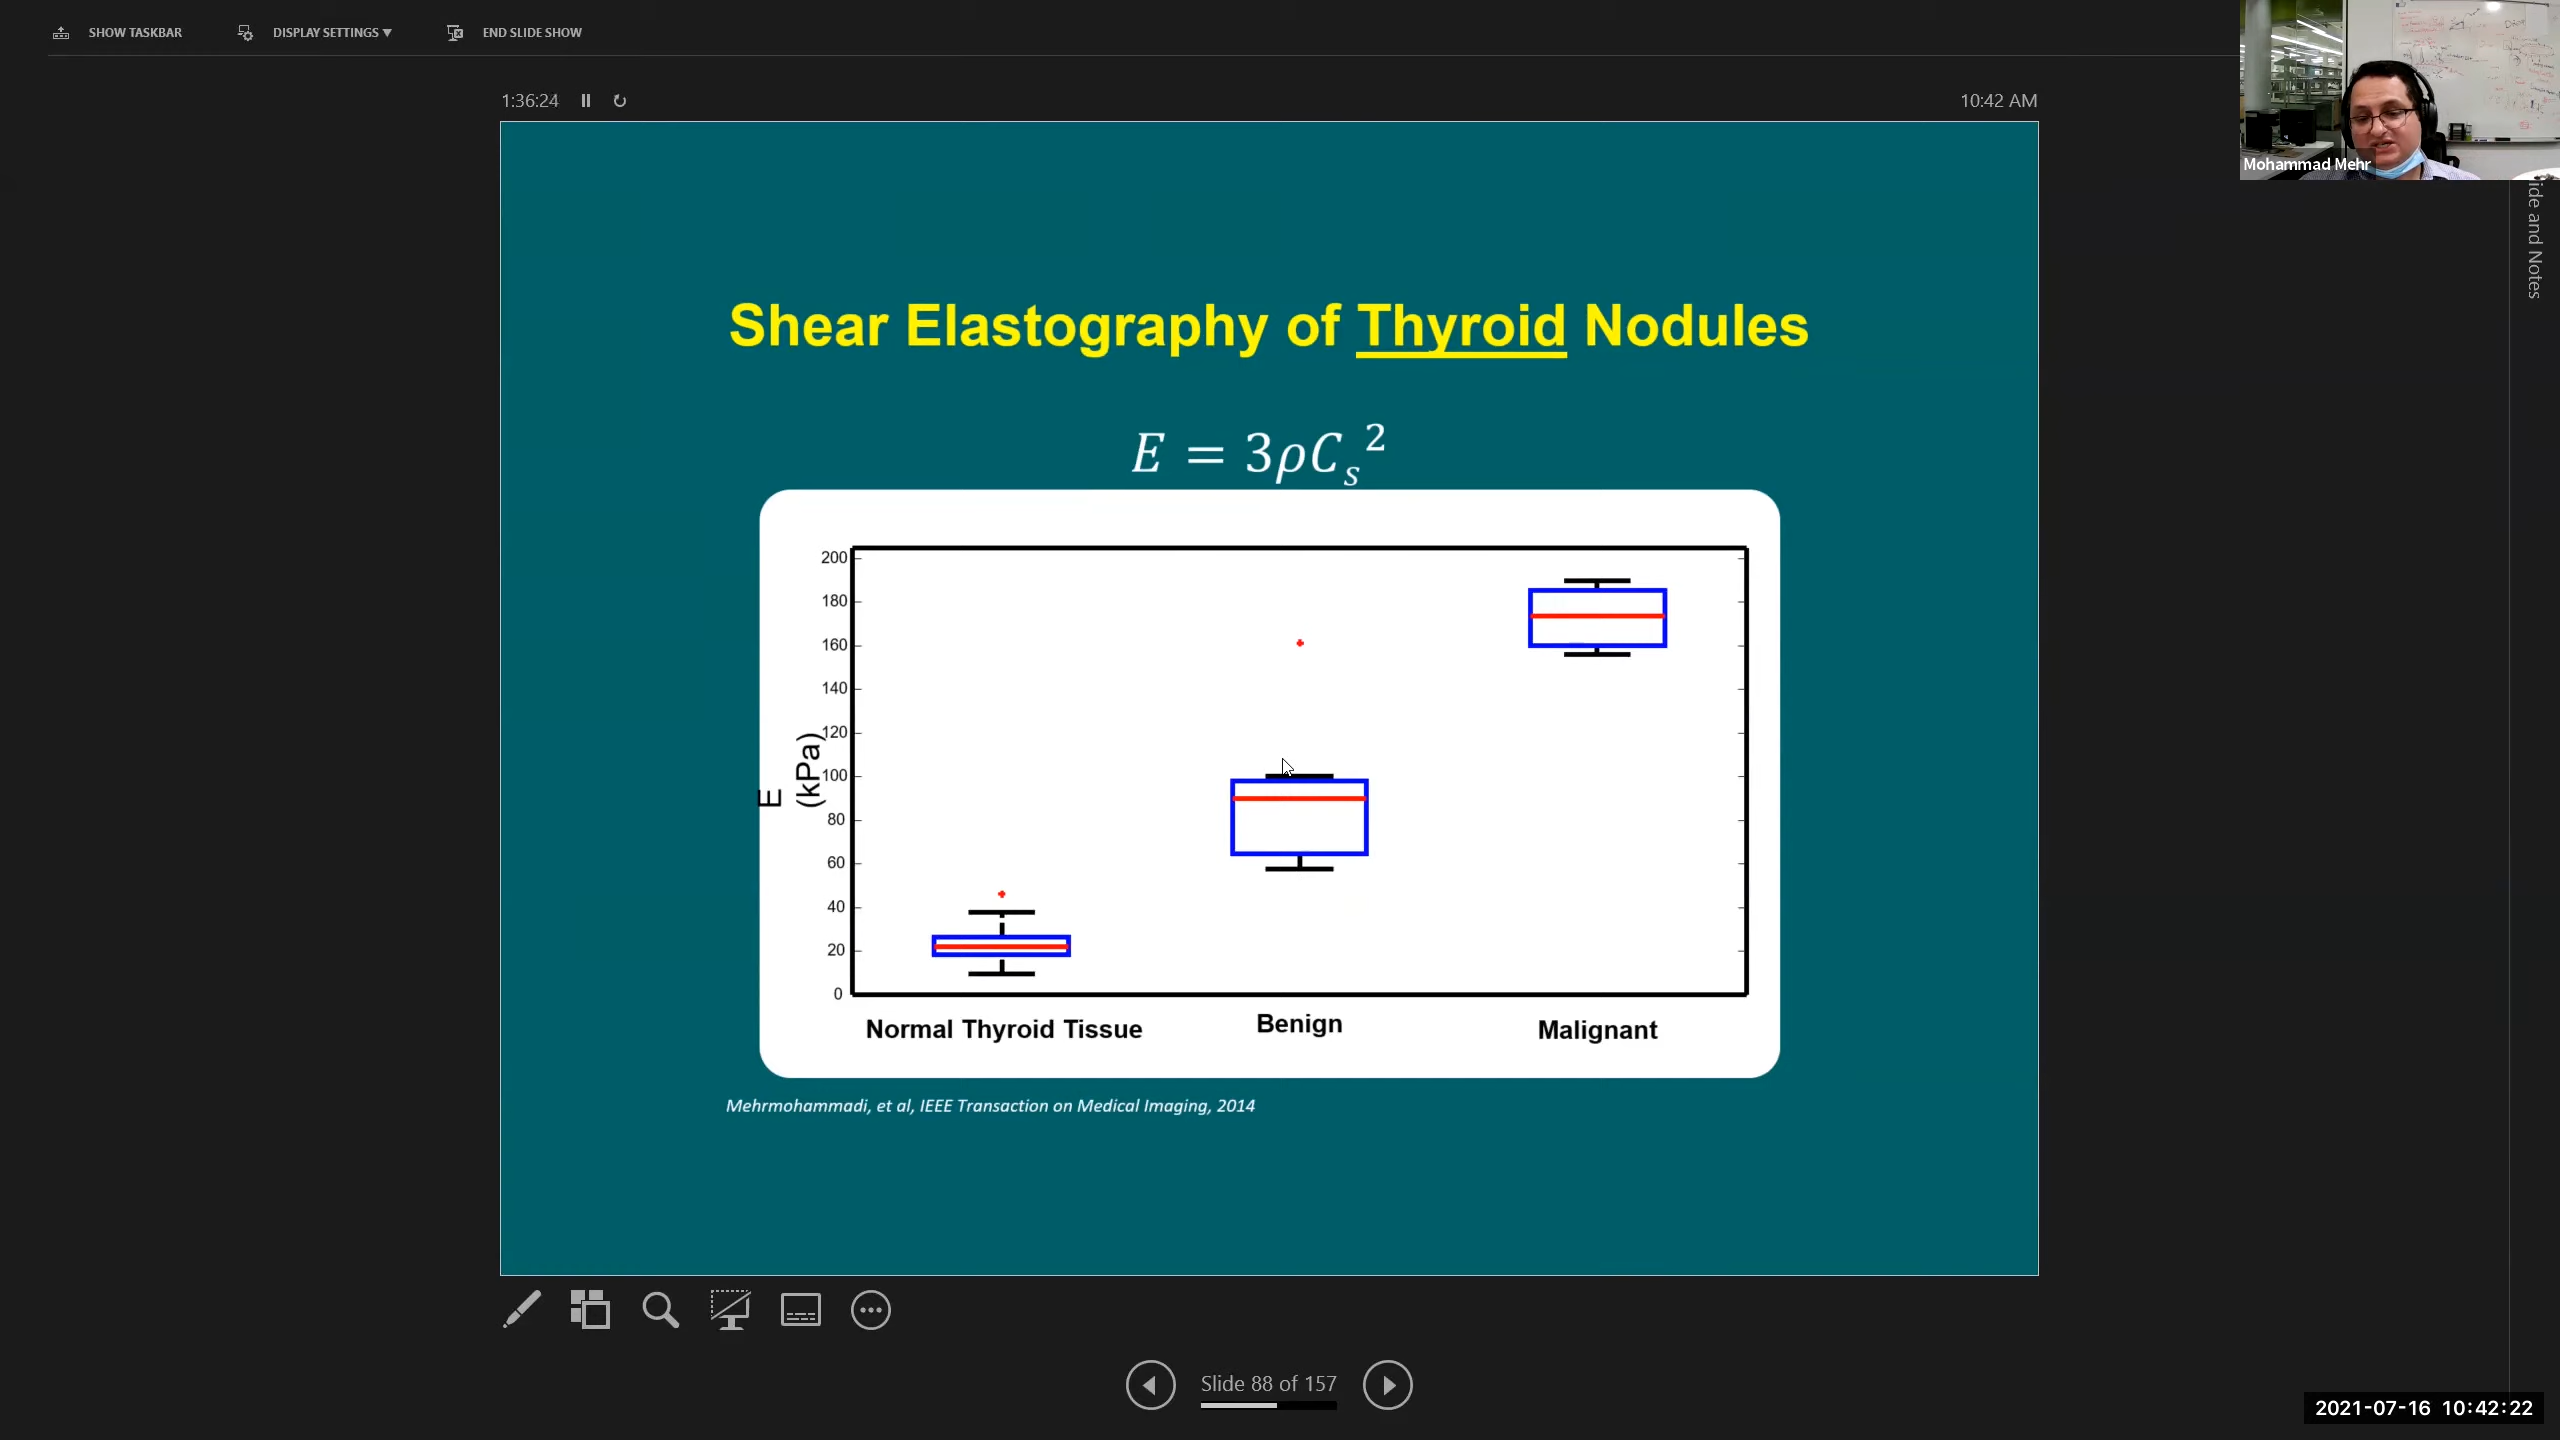 SHOW TASKBAR
DISPLAY SETTINGS ▼
END SLIDE SHOW
1:36:24
10:42 AM
Mohammad Mehr
ide and Notes
Shear Elastography of Thyroid Nodules
E = 3ρCₛ²
200
180
160
140
120
100
80
60
40
20
0
E
(kPa)
Normal Thyroid Tissue
Benign
Malignant
Mehrmohammadi, et al, IEEE Transaction on Medical Imaging, 2014
Slide 88 of 157
2021-07-16 10:42:22